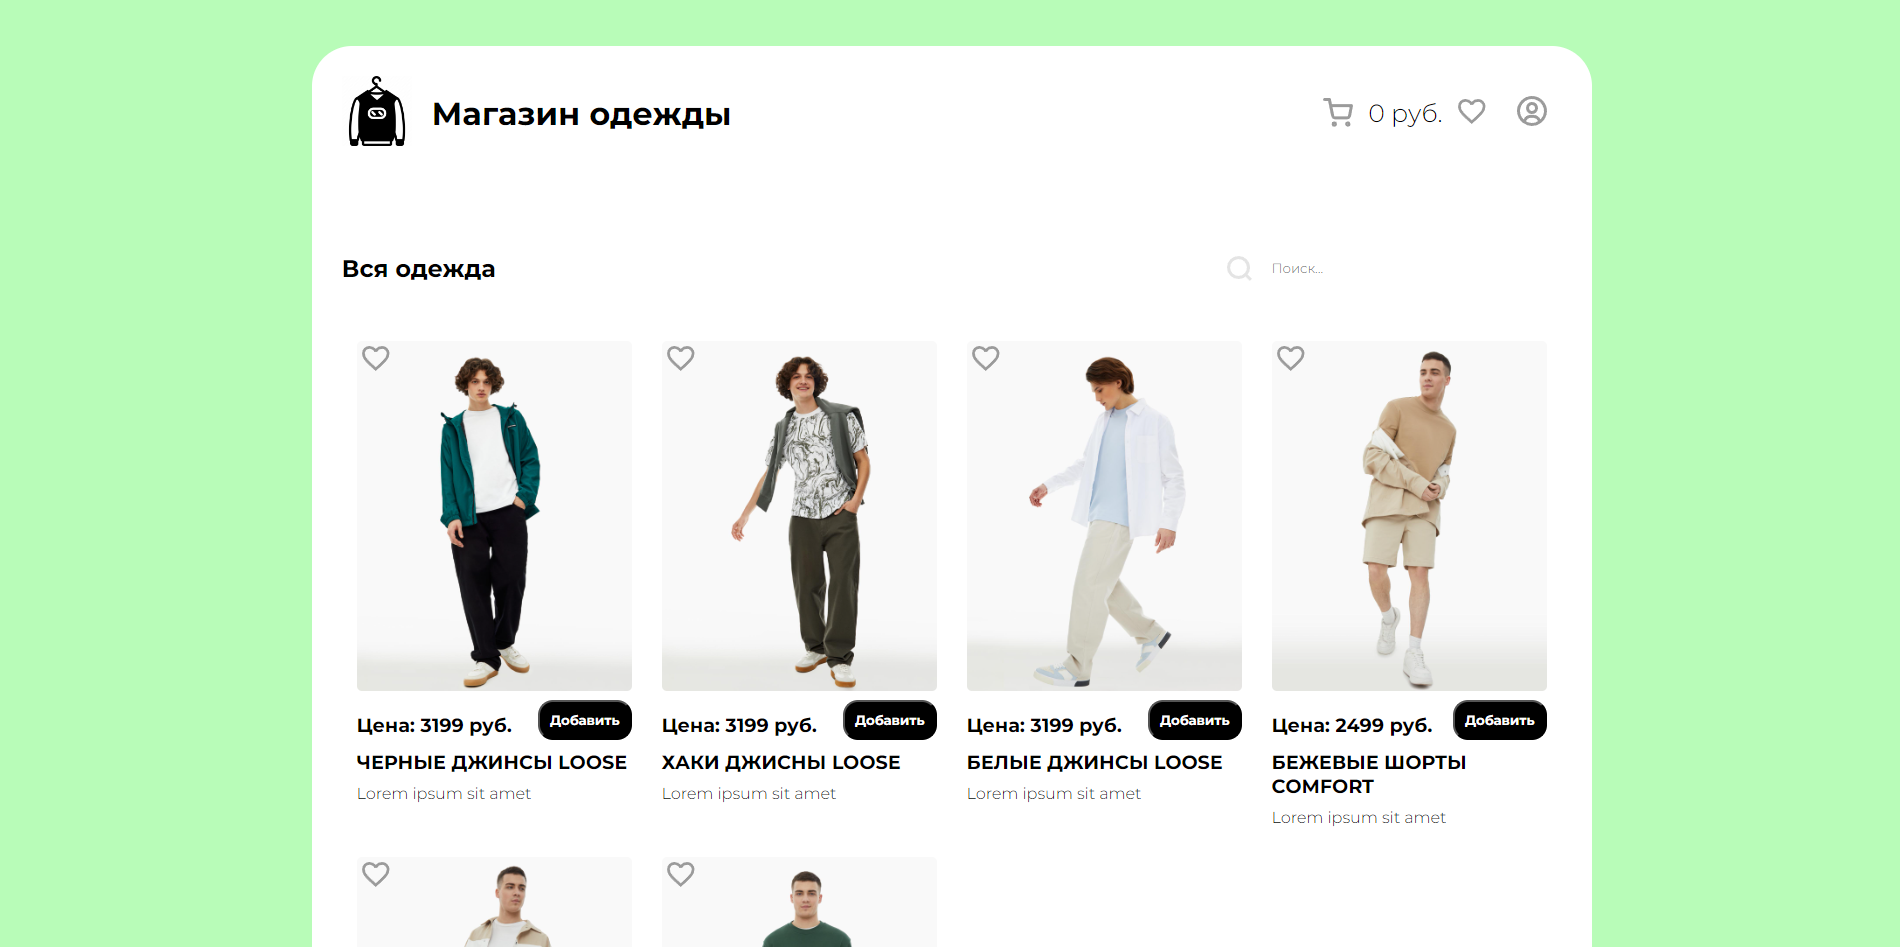 Магазин одежды
0 руб.
Вся одежда
Поиск...
Цена: 3199 руб.
Добавить
ЧЕРНЫЕ ДЖИНСЫ LOOSE
Lorem ipsum sit amet
Цена: 3199 руб.
Добавить
ХАКИ ДЖИСНЫ LOOSE
Lorem ipsum sit amet
Цена: 3199 руб.
Добавить
БЕЛЫЕ ДЖИНСЫ LOOSE
Lorem ipsum sit amet
Цена: 2499 руб.
Добавить
БЕЖЕВЫЕ ШОРТЫ
COMFORT
Lorem ipsum sit amet